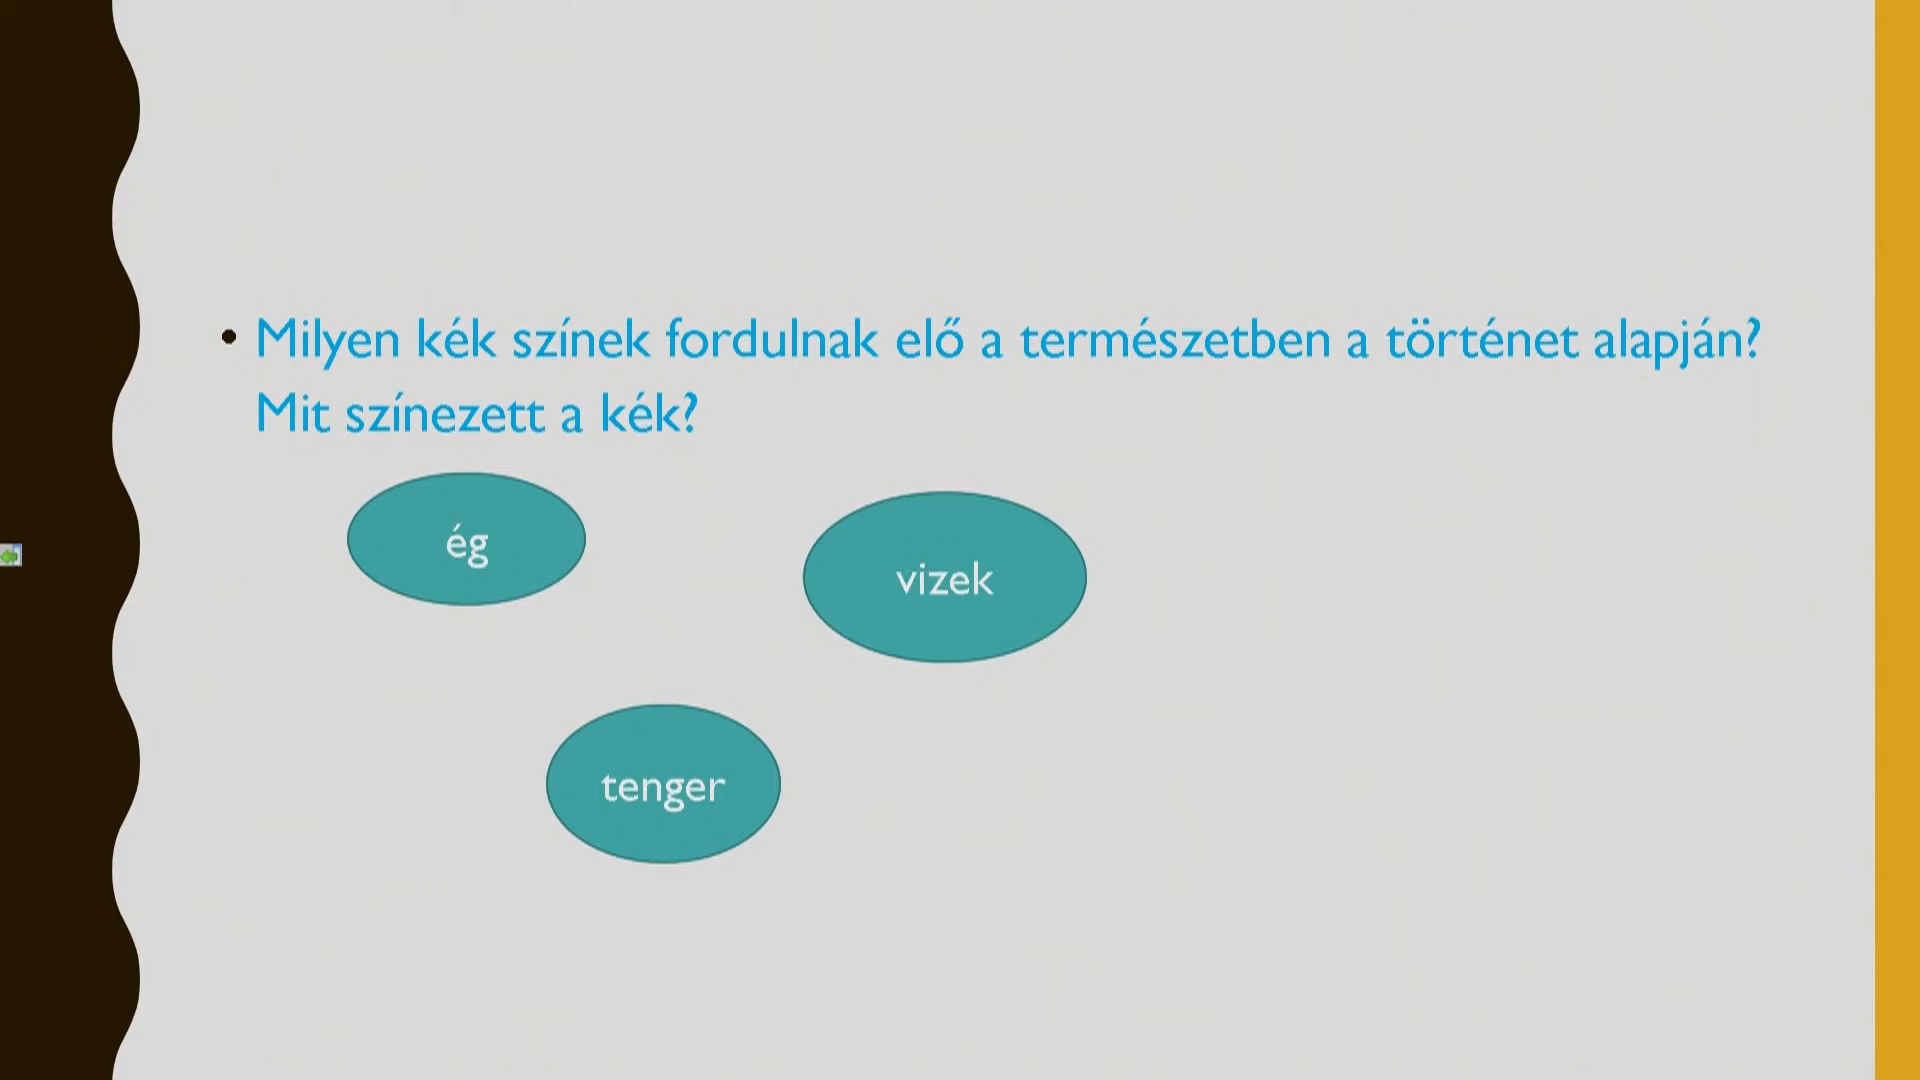 • Milyen kék színek fordulnak elő a természetben a történet alapján?
Mit színezett a kék?
ég
vizek
tenger